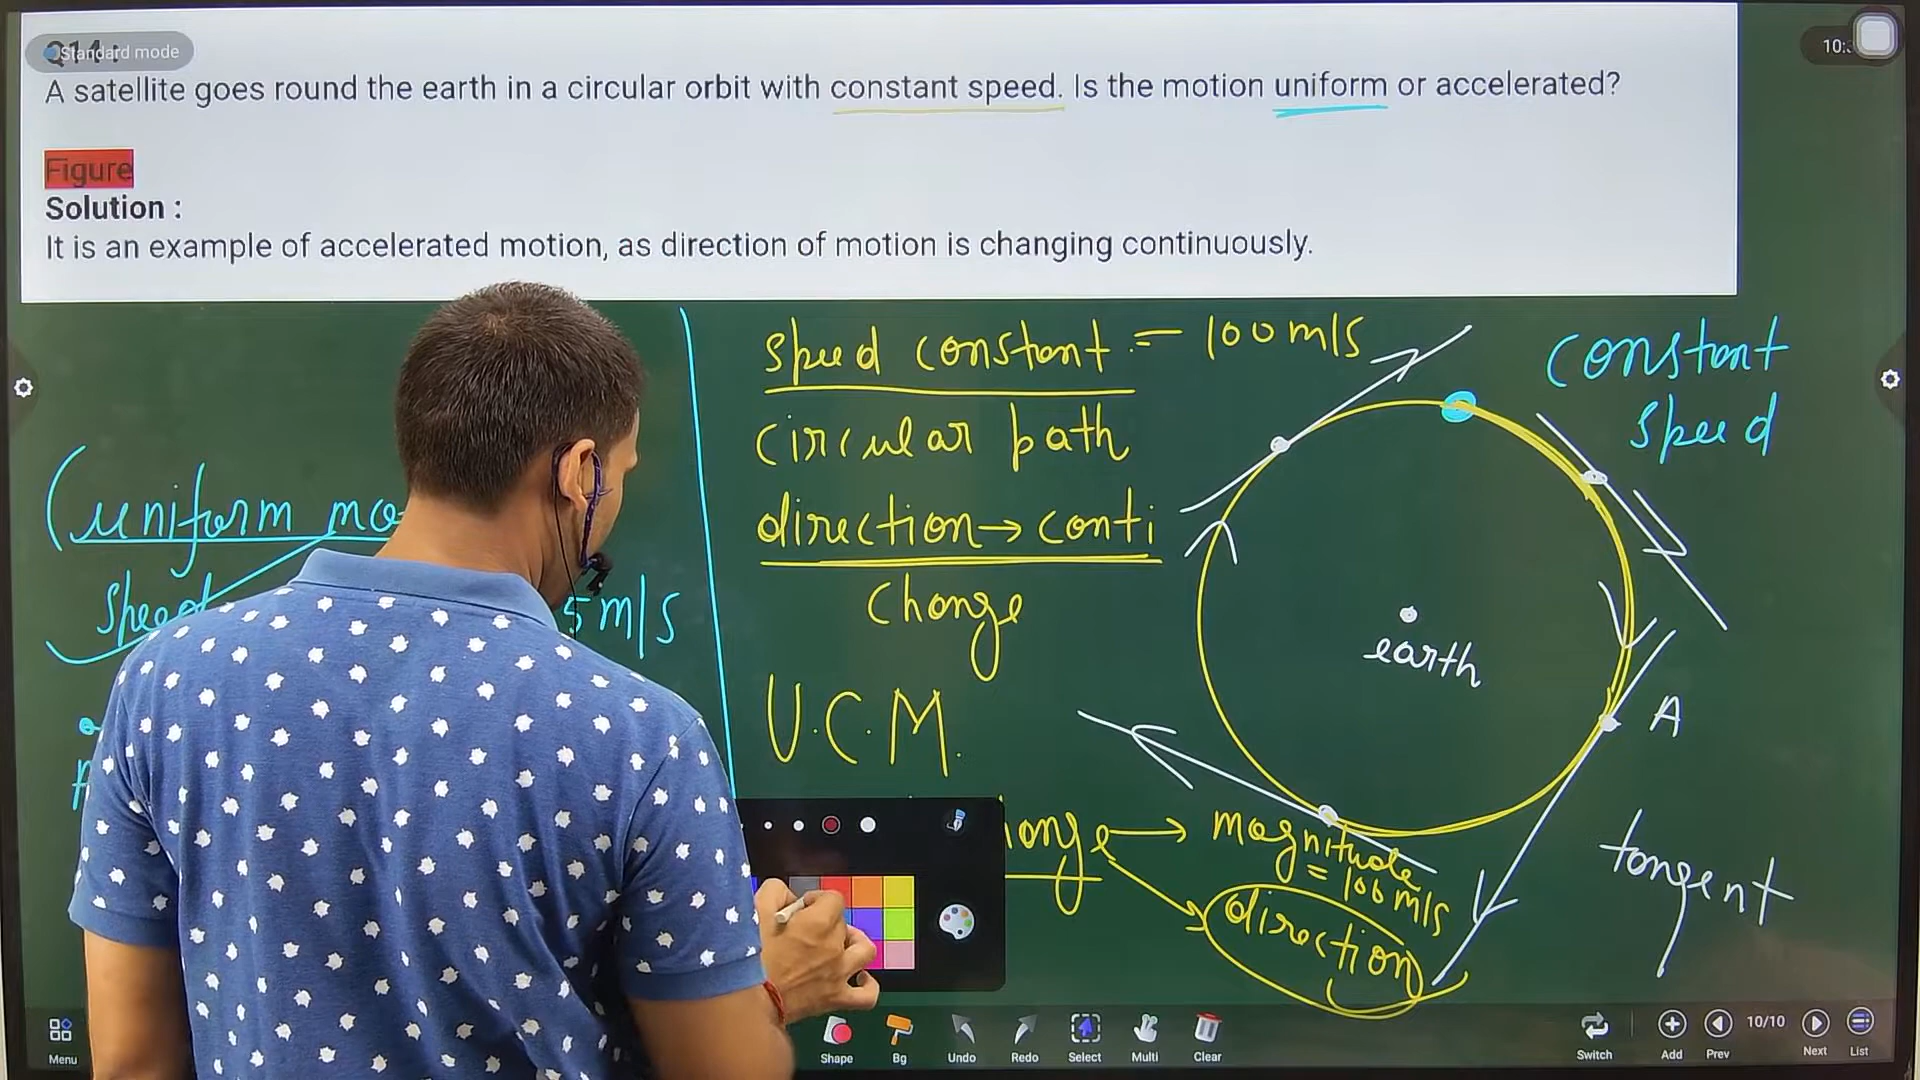 Q14 :
Standard mode
A satellite goes round the earth in a circular orbit with constant speed. Is the motion uniform or accelerated?
Figure
Solution :
It is an example of accelerated motion, as direction of motion is changing continuously.
(uniform mo
speed
5 m/s
speed constant = 100 m/s
circular path
direction → conti
change
U.C.M.
→ magnitude
= 100 m/s
direction
constant
speed
earth
A
tangent
Menu
Shape
Bg
Undo
Redo
Select
Multi
Clear
Switch
Add
Prev
10/10
Next
List